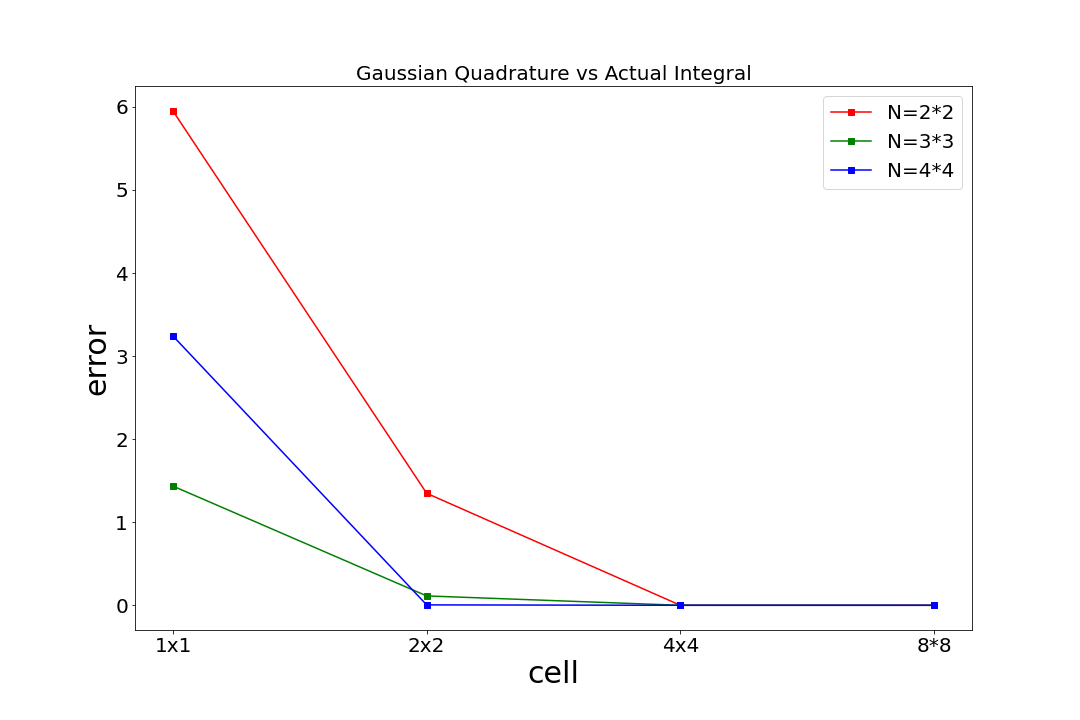 Gaussian Quadrature vs Actual Integral
N=2*2
N=3*3
N=4*4
error
6
5
4
3
2
1
0
1x1 2x2 4x4 8*8
cell